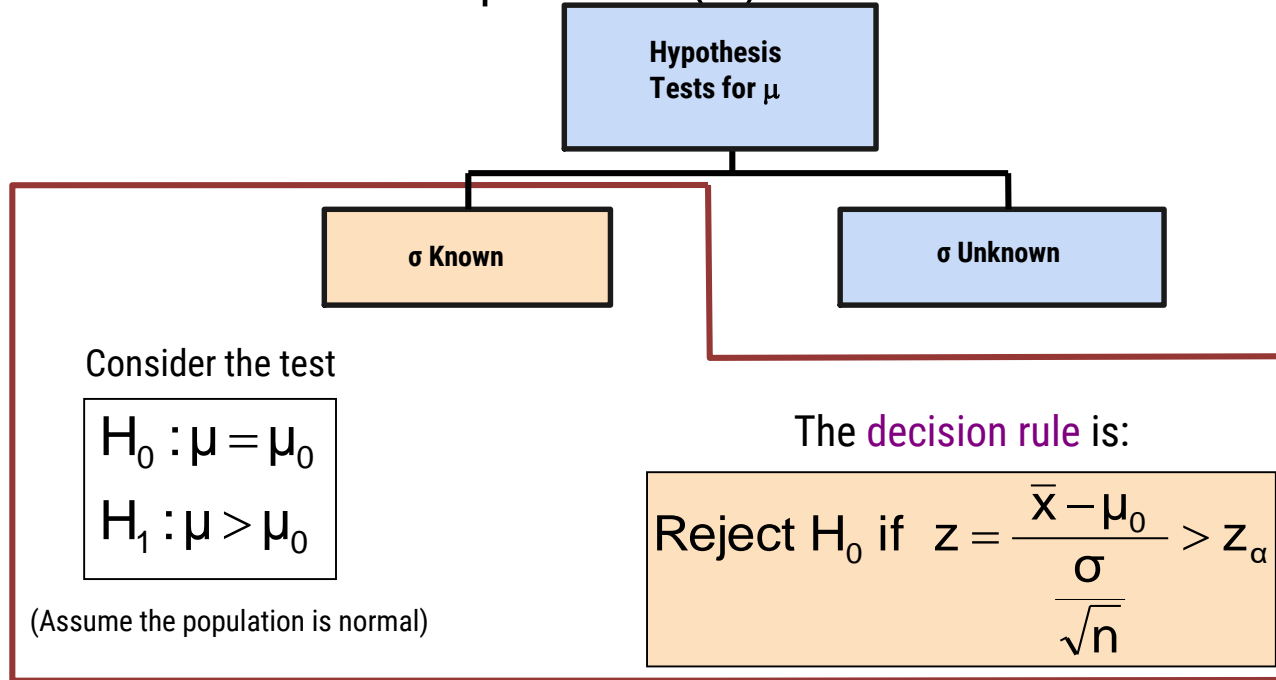 Hypothesis
Tests for μ
σ Known
σ Unknown
Consider the test
H₀ : μ = μ₀
H₁ : μ > μ₀
(Assume the population is normal)
The decision rule is:
Reject H₀ if z = (x̄ − μ₀) / (σ / √n) > z_α